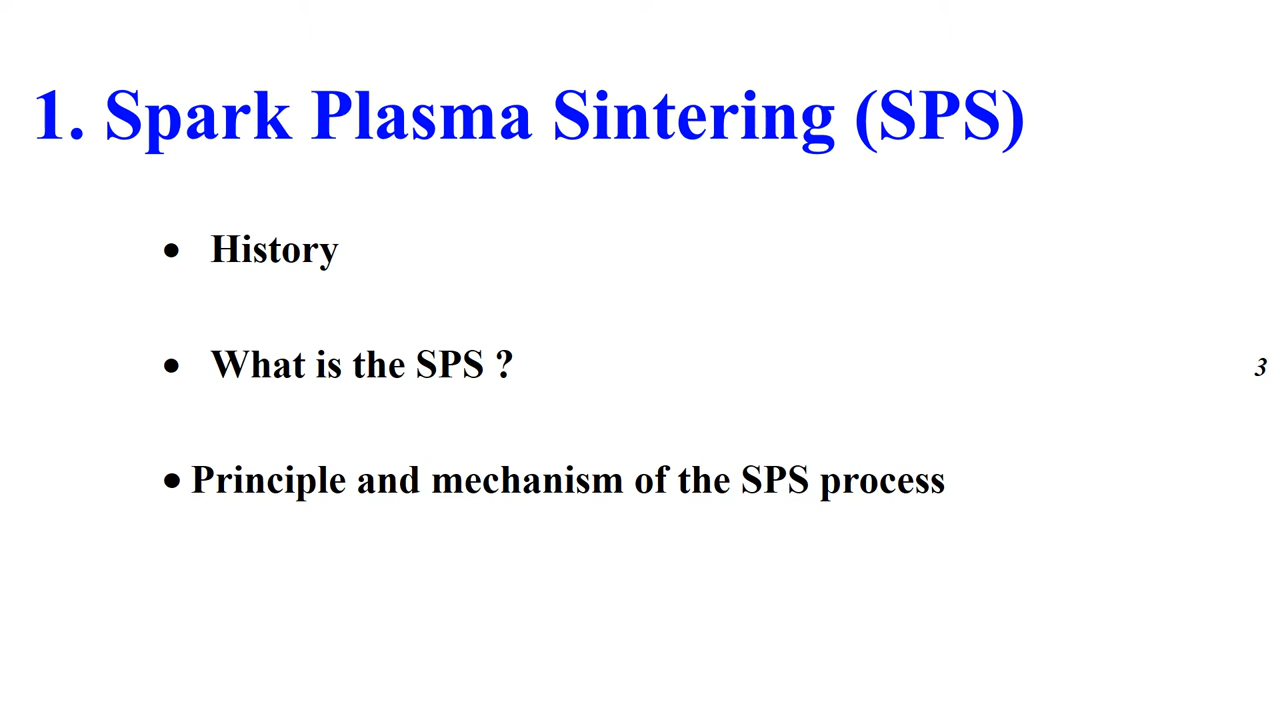 1. Spark Plasma Sintering (SPS)
• History
• What is the SPS ?
3
• Principle and mechanism of the SPS process